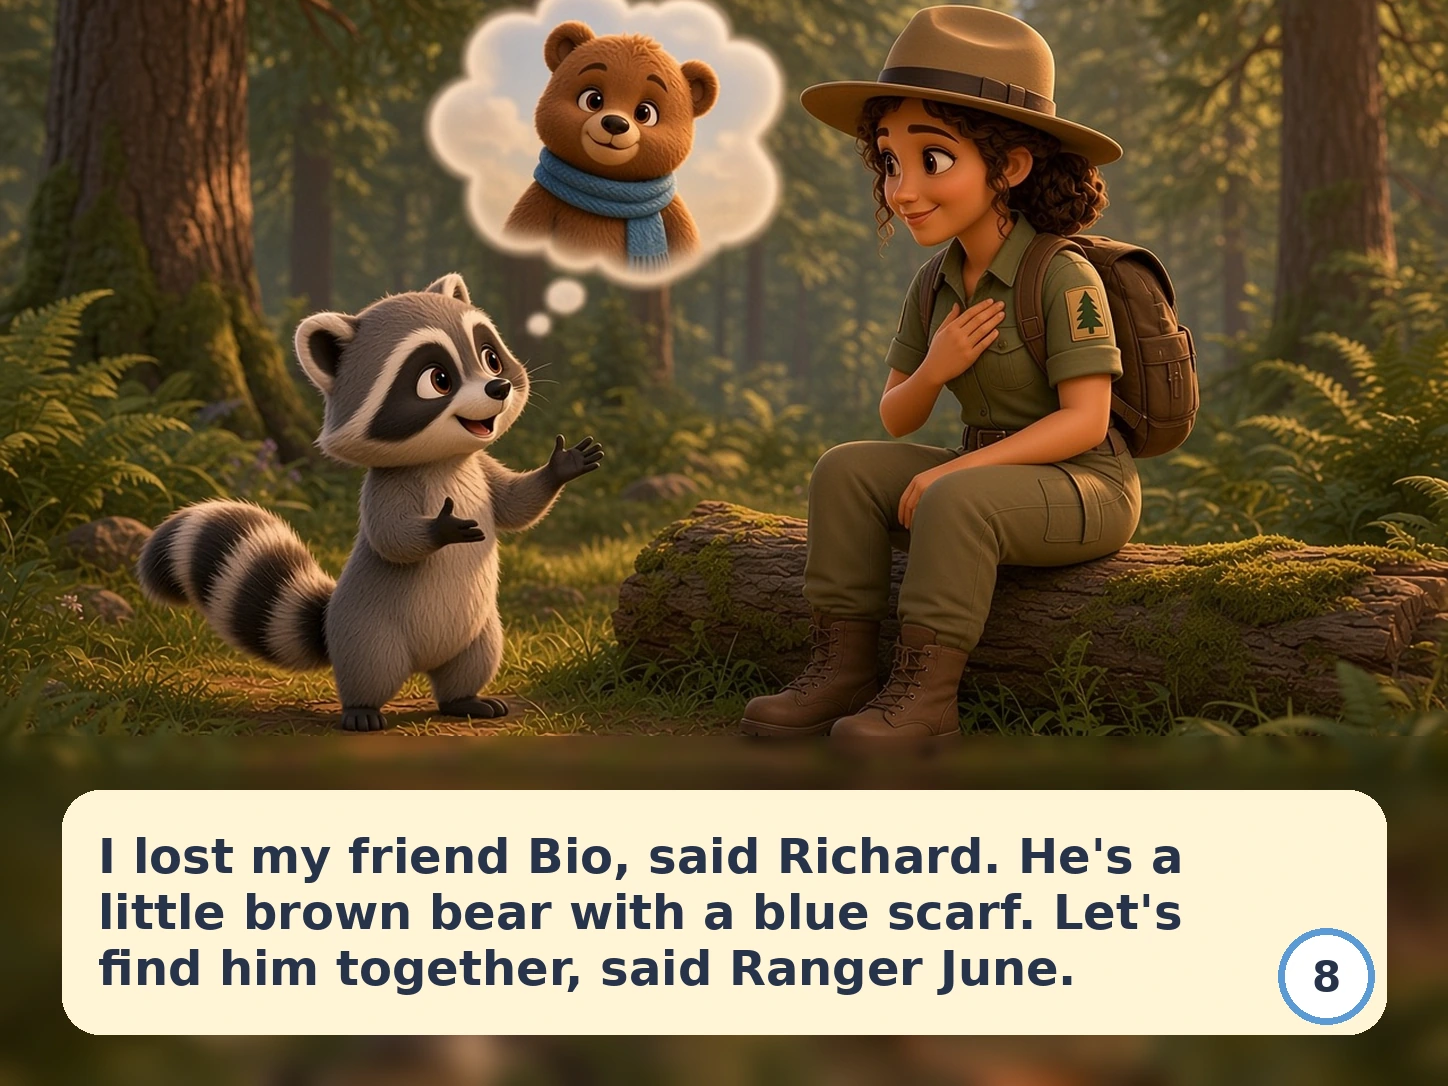 I lost my friend Bio, said Richard. He's a
little brown bear with a blue scarf. Let's
find him together, said Ranger June.
8